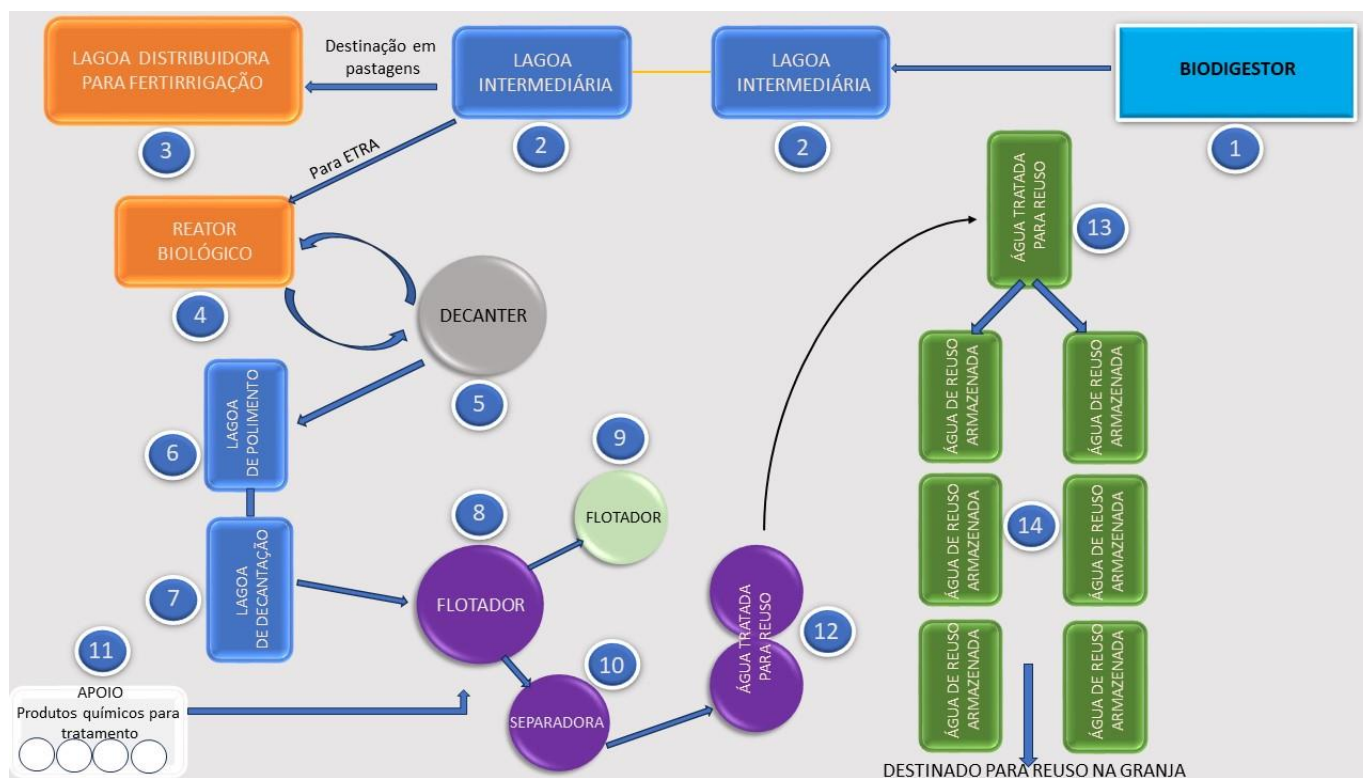 LAGOA DISTRIBUIDORA
PARA FERTIRRIGAÇÃO
3
Destinação em
pastagens
LAGOA
INTERMEDIÁRIA
2
LAGOA
INTERMEDIÁRIA
2
BIODIGESTOR
1
Para ETRA
REATOR
BIOLÓGICO
4
DECANTER
5
LAGOA
DE POLIMENTO
6
LAGOA
DE DECANTAÇÃO
7
FLOTADOR
8
FLOTADOR
9
SEPARADORA
10
11
APOIO
Produtos químicos para
tratamento
ÁGUA TRATADA
PARA REUSO
12
ÁGUA TRATADA
PARA REUSO
13
ÁGUA DE REUSO
ARMAZENADA
ÁGUA DE REUSO
ARMAZENADA
ÁGUA DE REUSO
ARMAZENADA
14
ÁGUA DE REUSO
ARMAZENADA
ÁGUA DE REUSO
ARMAZENADA
ÁGUA DE REUSO
ARMAZENADA
DESTINADO PARA REUSO NA GRANJA